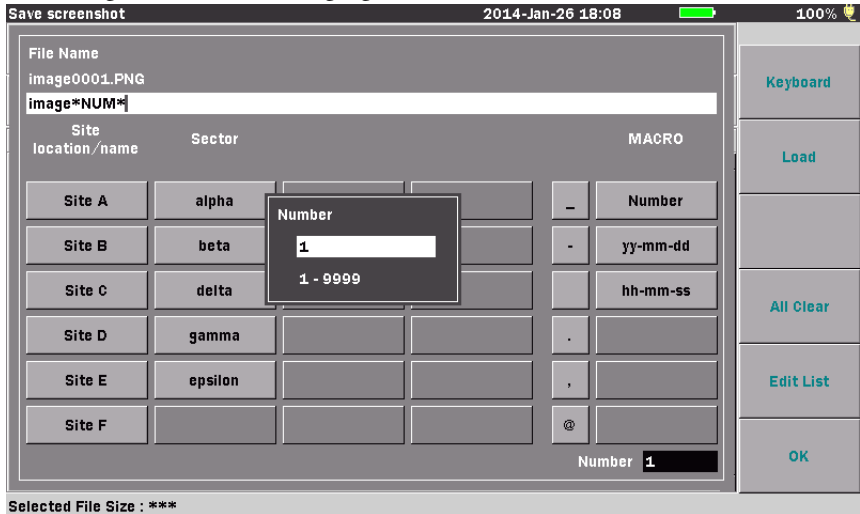 Save screenshot 2014-Jan-26 18:08 100%
File Name
image0001.PNG
image*NUM*
Site
location/name
Sector
MACRO
Site A alpha _ Number
Site B beta - yy-mm-dd
Site C delta hh-mm-ss
Site D gamma .
Site E epsilon ,
Site F @
Number
1
1 - 9999
Number 1
Keyboard
Load
All Clear
Edit List
OK
Selected File Size : ***